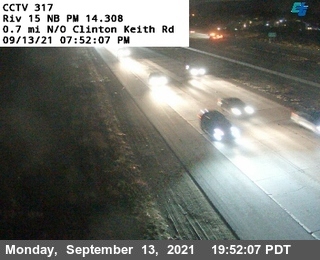 CCTV 317
Riv 15 NB PM 14.308
0.7 mi N/O Clinton Keith Rd
09/13/21 07:52:07 PM
Monday, September 13, 2021 19:52:07 PDT